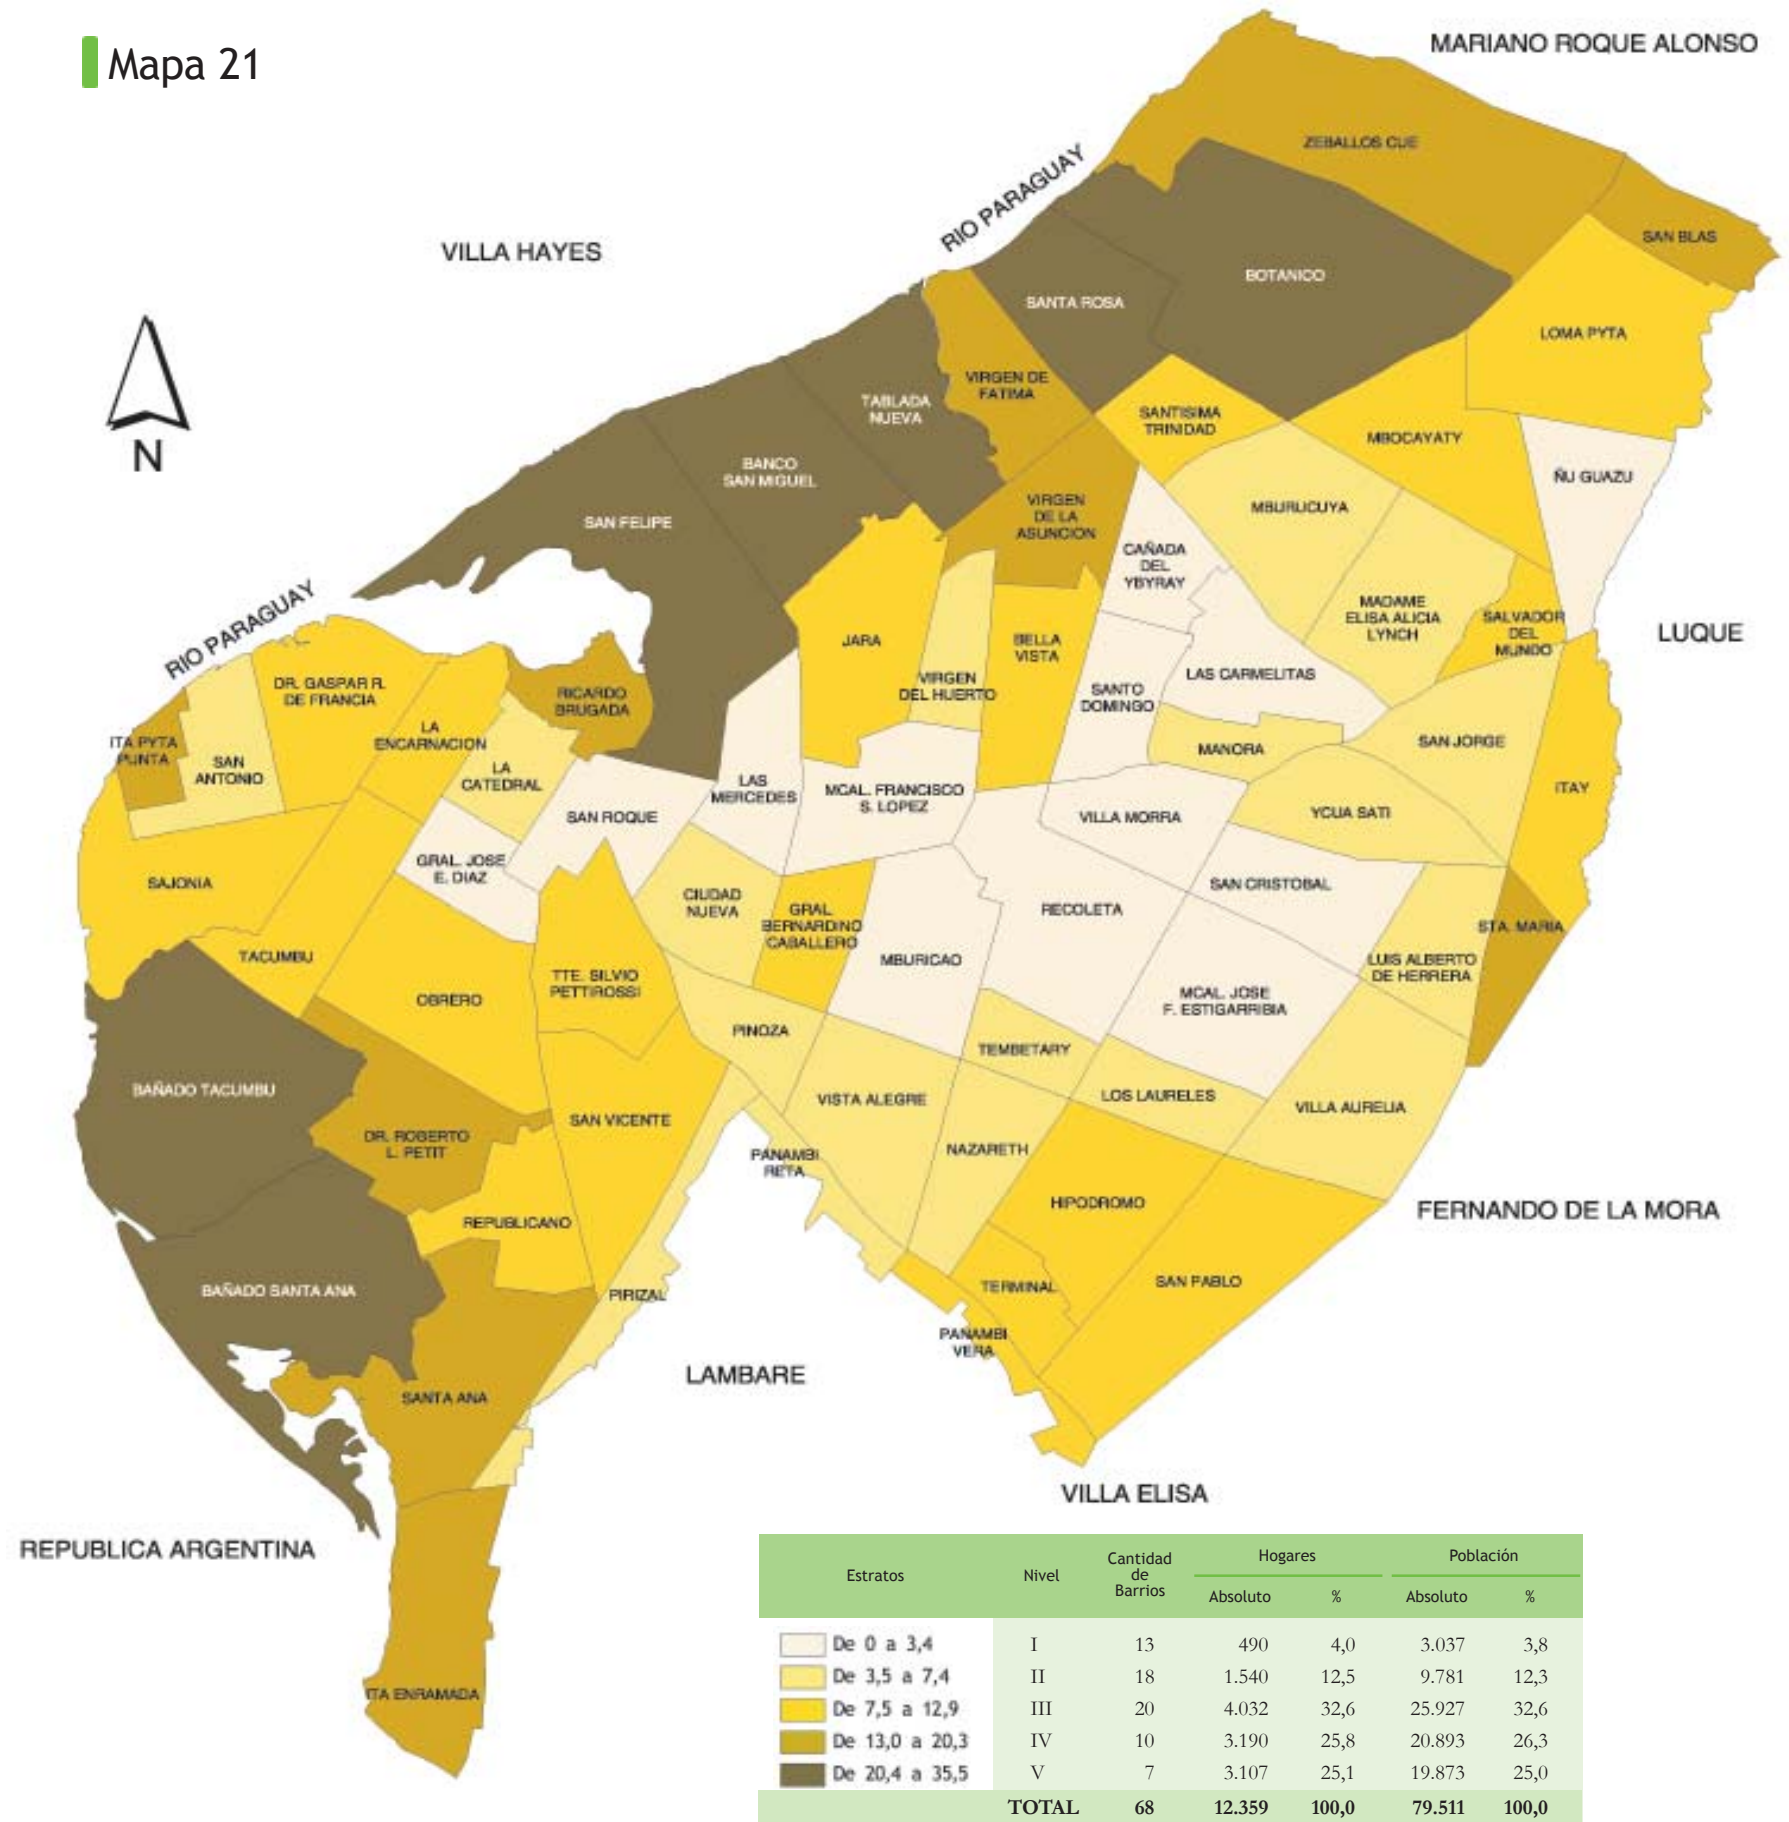 Mapa 21
MARIANO ROQUE ALONSO
ZEBALLOS CUE
RIO PARAGUAY
SAN BLAS
VILLA HAYES
BOTANICO
SANTA ROSA
LOMA PYTA
N
VIRGEN DE
FATIMA
TABLADA
NUEVA
SANTISIMA
TRINIDAD
MBOCAYATY
BANCO
SAN MIGUEL
ÑU GUAZU
MBURUCUYA
VIRGEN
DE LA
ASUNCION
SAN FELIPE
CAÑADA
DEL
YBYRAY
MADAME
ELISA ALICIA
LYNCH
SALVADOR
DEL
MUNDO
LUQUE
RIO PARAGUAY
JARA
BELLA
VISTA
VIRGEN
DEL HUERTO
LAS CARMELITAS
SANTO
DOMINGO
DR. GASPAR R.
DE FRANCIA
RICARDO
BRUGADA
LA
ENCARNACION
ITA PYTA
PUNTA
SAN
ANTONIO
LA
CATEDRAL
MANORA
SAN JORGE
LAS
MERCEDES
MCAL. FRANCISCO
S. LOPEZ
ITAY
SAN ROQUE
VILLA MORRA
YCUA SATI
GRAL. JOSE
E. DIAZ
SAJONIA
CIUDAD
NUEVA
GRAL.
BERNARDINO
CABALLERO
RECOLETA
SAN CRISTOBAL
STA. MARIA
TACUMBU
MBURICAO
LUIS ALBERTO
DE HERRERA
TTE. SILVIO
PETTIROSSI
OBRERO
MCAL. JOSE
F. ESTIGARRIBIA
PINOZA
TEMBETARY
BAÑADO TACUMBU
VISTA ALEGRE
LOS LAURELES
VILLA AURELIA
SAN VICENTE
DR. ROBERTO
L. PETIT
PANAMBI
RETA
NAZARETH
HIPODROMO
FERNANDO DE LA MORA
REPUBLICANO
BAÑADO SANTA ANA
PIRIZAL
TERMINAL
SAN PABLO
PANAMBI
VERA
LAMBARE
SANTA ANA
VILLA ELISA
REPUBLICA ARGENTINA
ITA ENRAMADA
Estratos Nivel Cantidad de Barrios Hogares Población
Absoluto % Absoluto %
De 0 a 3,4 I 13 490 4,0 3.037 3,8
De 3,5 a 7,4 II 18 1.540 12,5 9.781 12,3
De 7,5 a 12,9 III 20 4.032 32,6 25.927 32,6
De 13,0 a 20,3 IV 10 3.190 25,8 20.893 26,3
De 20,4 a 35,5 V 7 3.107 25,1 19.873 25,0
TOTAL 68 12.359 100,0 79.511 100,0